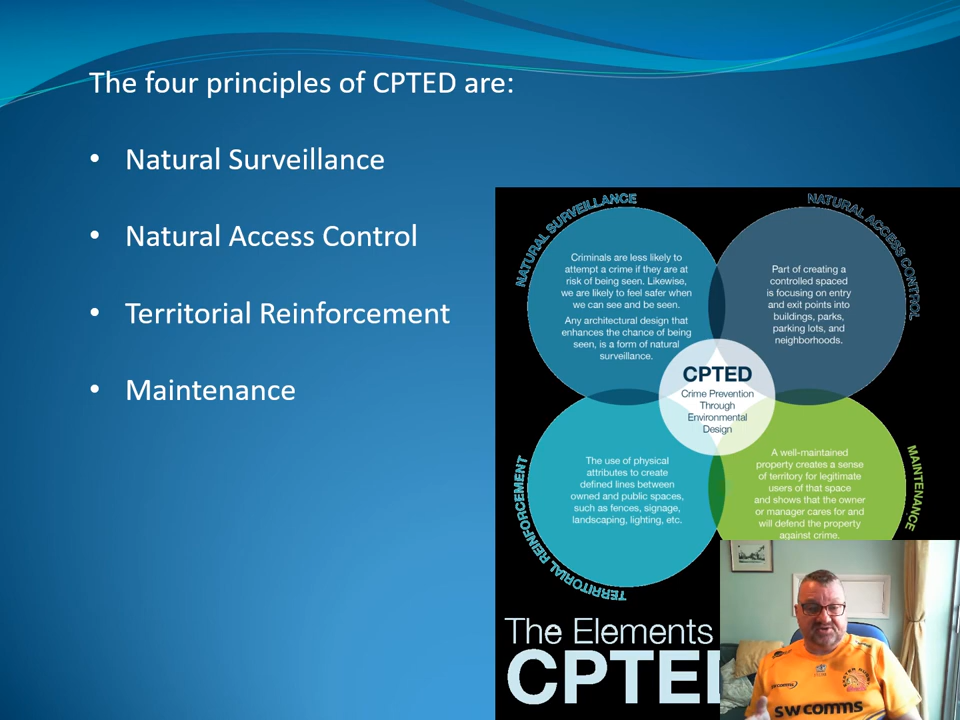 The four principles of CPTED are:
• Natural Surveillance
• Natural Access Control
• Territorial Reinforcement
• Maintenance
NATURAL SURVEILLANCE
Criminals are less likely to
attempt a crime if they are at
risk of being seen. Likewise,
we are likely to feel safer when
we can see and be seen.
Any architectural design that
enhances the chance of being
seen, is a form of natural
surveillance.
NATURAL ACCESS CONTROL
Part of creating a
controlled spaced
is focusing on entry
and exit points into
buildings, parks,
parking lots, and
neighborhoods.
CPTED
Crime Prevention
Through
Environmental
Design
TERRITORIAL REINFORCEMENT
The use of physical
attributes to create
defined lines between
owned and public spaces,
such as fences, signage,
landscaping, lighting, etc.
MAINTENANCE
A well-maintained
property creates a sense
of territory for legitimate
users of that space
and shows that the owner
or manager cares for and
will defend the property
against crime.
The Elements
CPTED
swcomms
swcomms